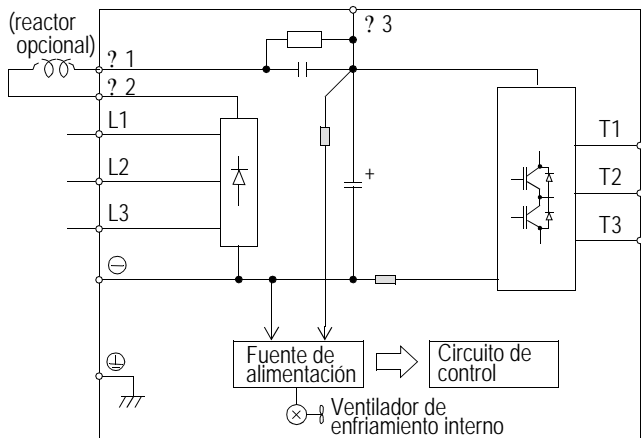 (reactor
opcional)
? 3
? 1
? 2
L1
L2
L3
T1
T2
T3
+
Fuente de
alimentación
Circuito de
control
Ventilador de
enfriamiento interno